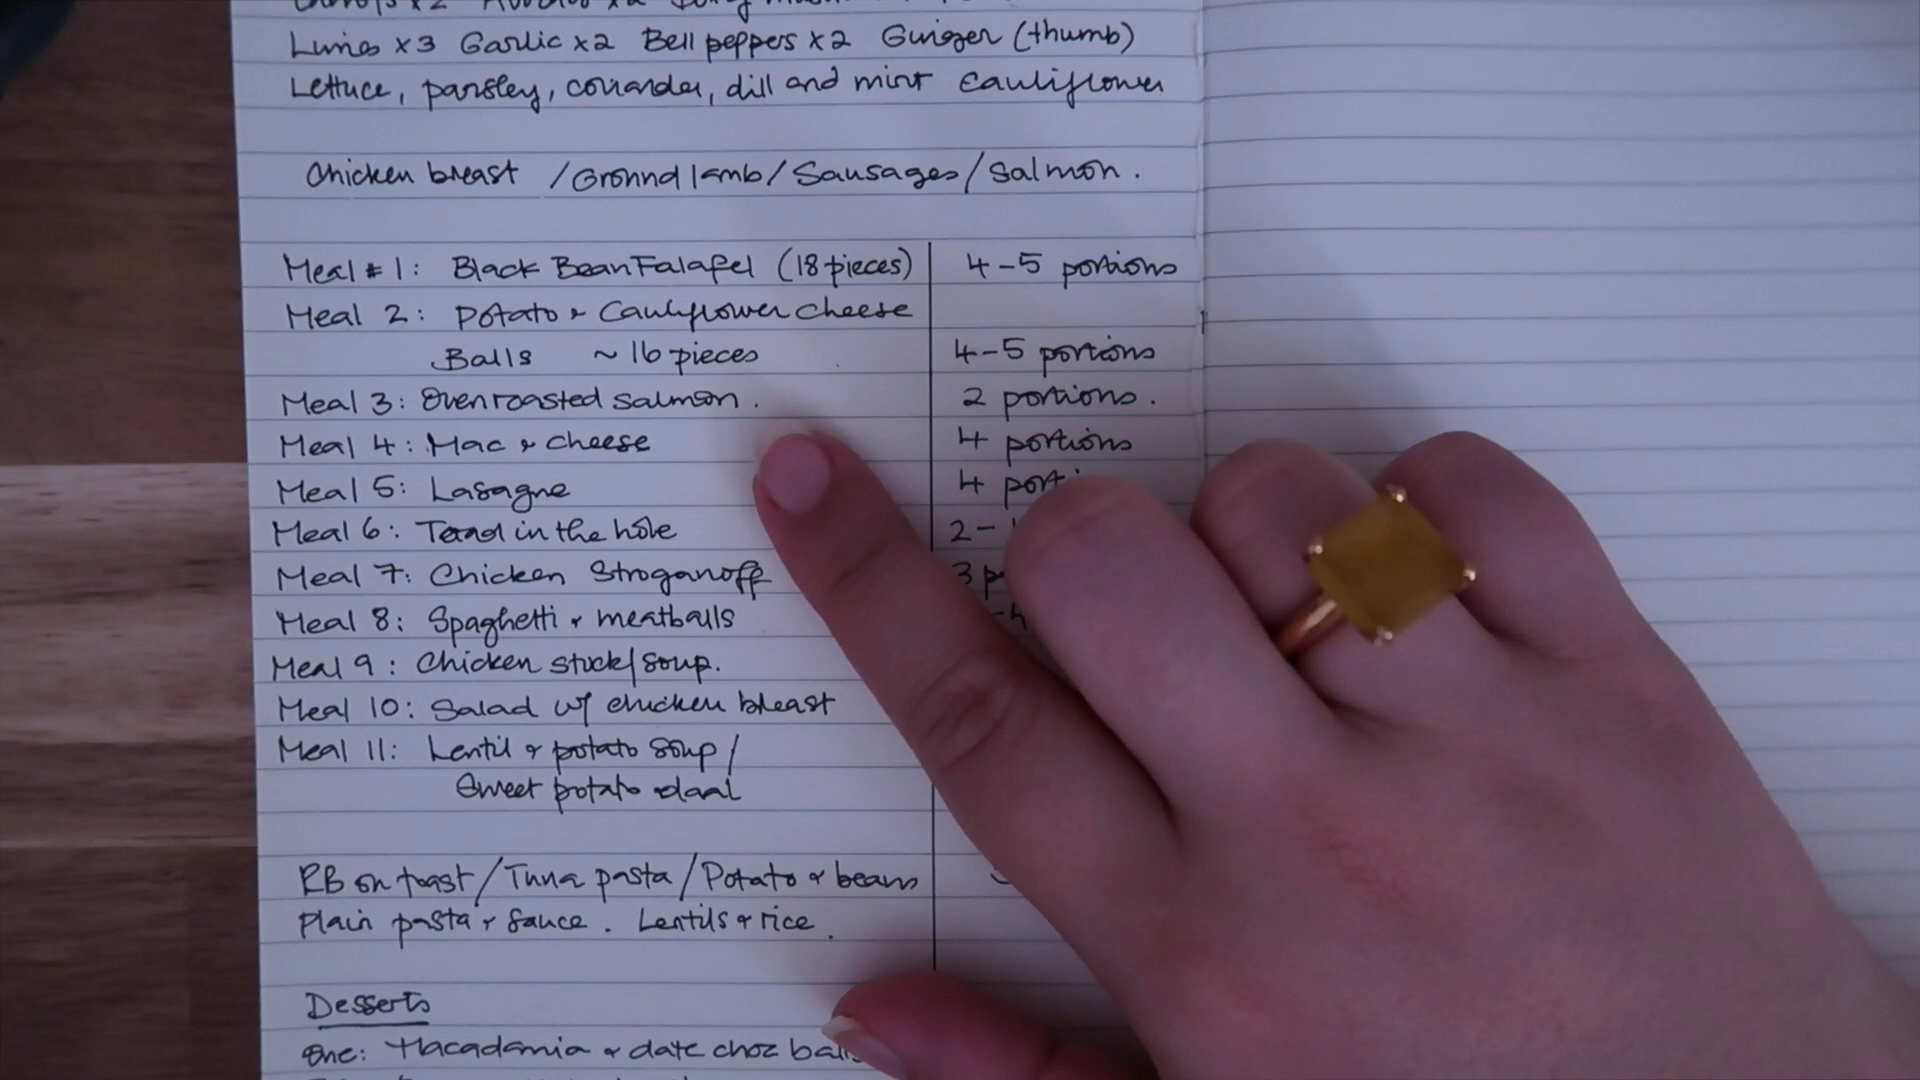 Limes x3 Garlic x2 Bell peppers x2 Ginger (thumb)
Lettuce, parsley, coriander, dill and mint cauliflower
Chicken breast / Ground lamb / Sausages / Salmon.
Meal #1: Black Bean Falafel (18 pieces) 4-5 portions
Meal 2: Potato & Cauliflower cheese
Balls ~16 pieces 4-5 portions
Meal 3: Oven roasted salmon. 2 portions.
Meal 4: Mac & cheese 4 portions
Meal 5: Lasagne 4
Meal 6: Toad in the hole 2-
Meal 7: Chicken Stroganoff 3
Meal 8: Spaghetti & meatballs
Meal 9: Chicken stock/soup.
Meal 10: Salad w/ chicken breast
Meal 11: Lentil & potato soup /
Sweet potato daal
on toast / Tuna pasta / Potato & beans
Plain pasta & sauce. Lentils & rice.
Desserts
One: Macadamia & date choc